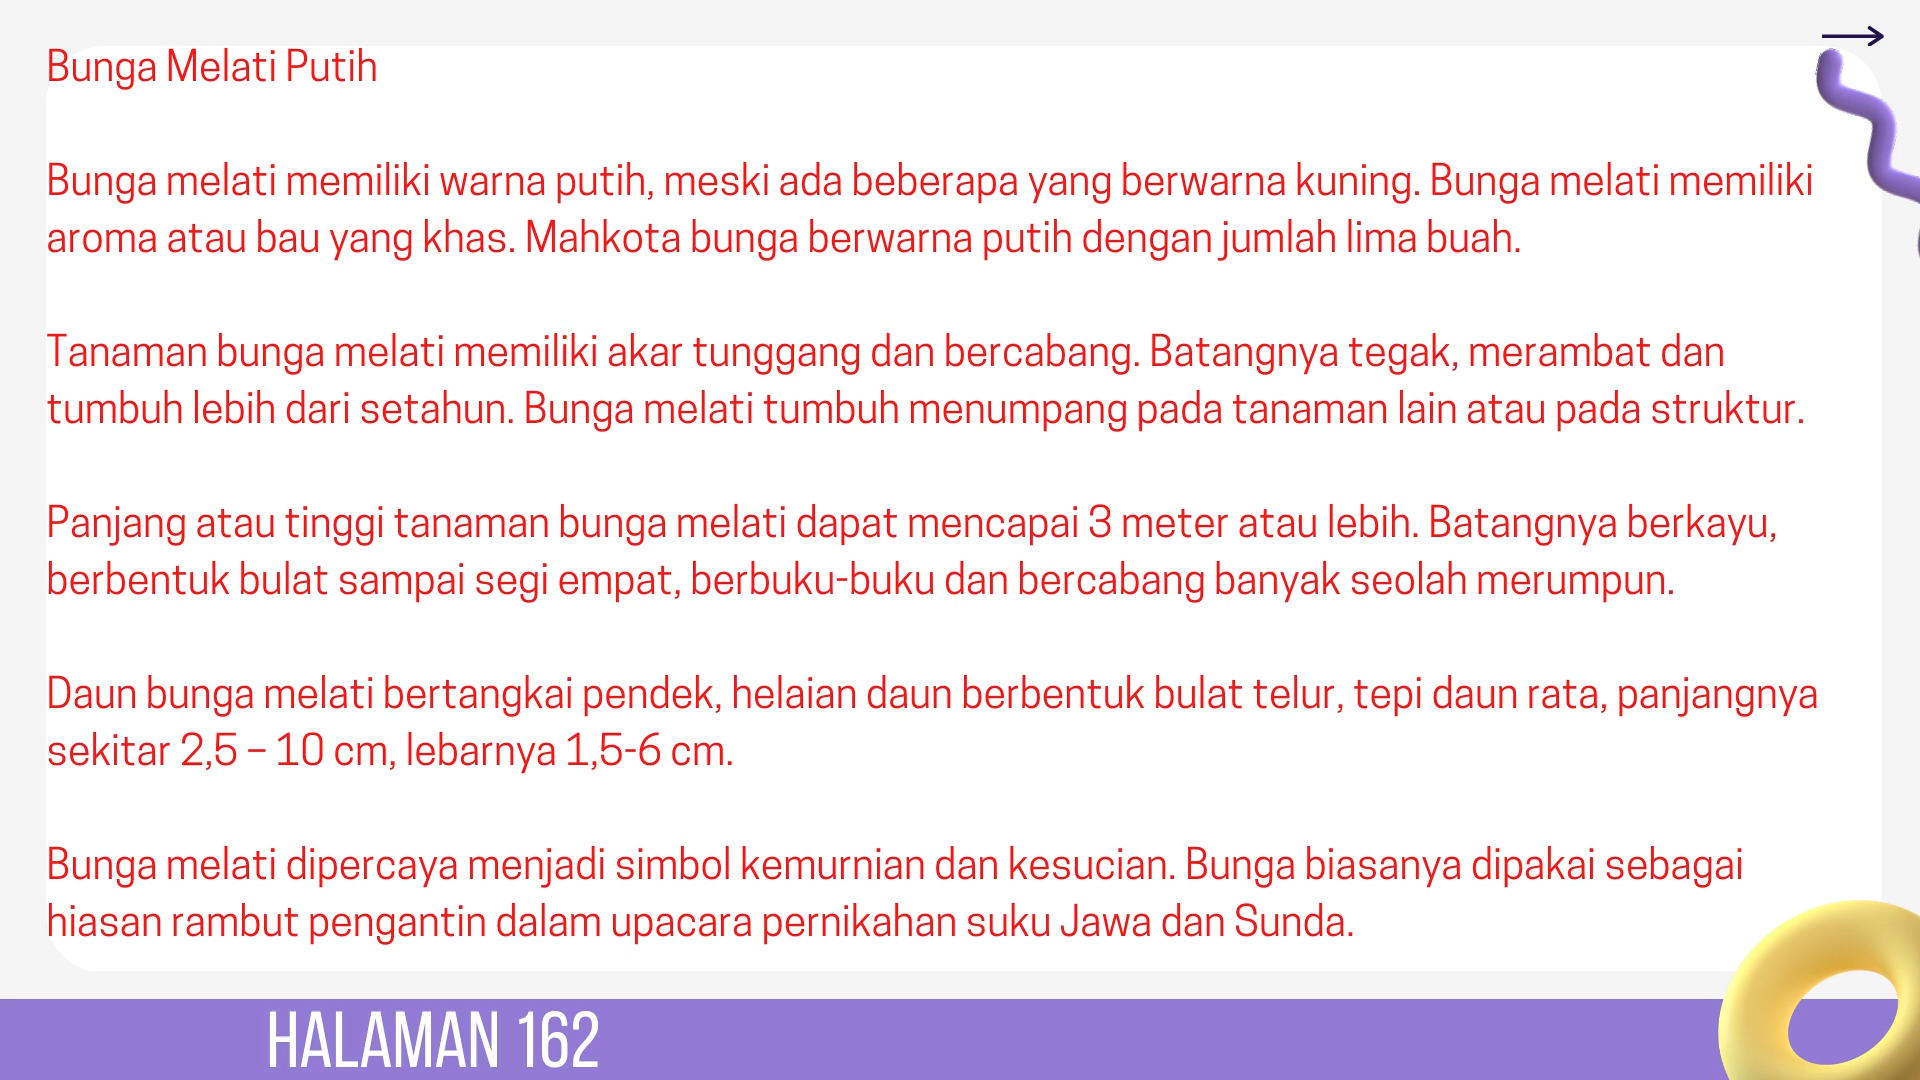 Bunga Melati Putih
Bunga melati memiliki warna putih, meski ada beberapa yang berwarna kuning. Bunga melati memiliki
aroma atau bau yang khas. Mahkota bunga berwarna putih dengan jumlah lima buah.
Tanaman bunga melati memiliki akar tunggang dan bercabang. Batangnya tegak, merambat dan
tumbuh lebih dari setahun. Bunga melati tumbuh menumpang pada tanaman lain atau pada struktur.
Panjang atau tinggi tanaman bunga melati dapat mencapai 3 meter atau lebih. Batangnya berkayu,
berbentuk bulat sampai segi empat, berbuku-buku dan bercabang banyak seolah merumpun.
Daun bunga melati bertangkai pendek, helaian daun berbentuk bulat telur, tepi daun rata, panjangnya
sekitar 2,5 – 10 cm, lebarnya 1,5-6 cm.
Bunga melati dipercaya menjadi simbol kemurnian dan kesucian. Bunga biasanya dipakai sebagai
hiasan rambut pengantin dalam upacara pernikahan suku Jawa dan Sunda.
HALAMAN 162